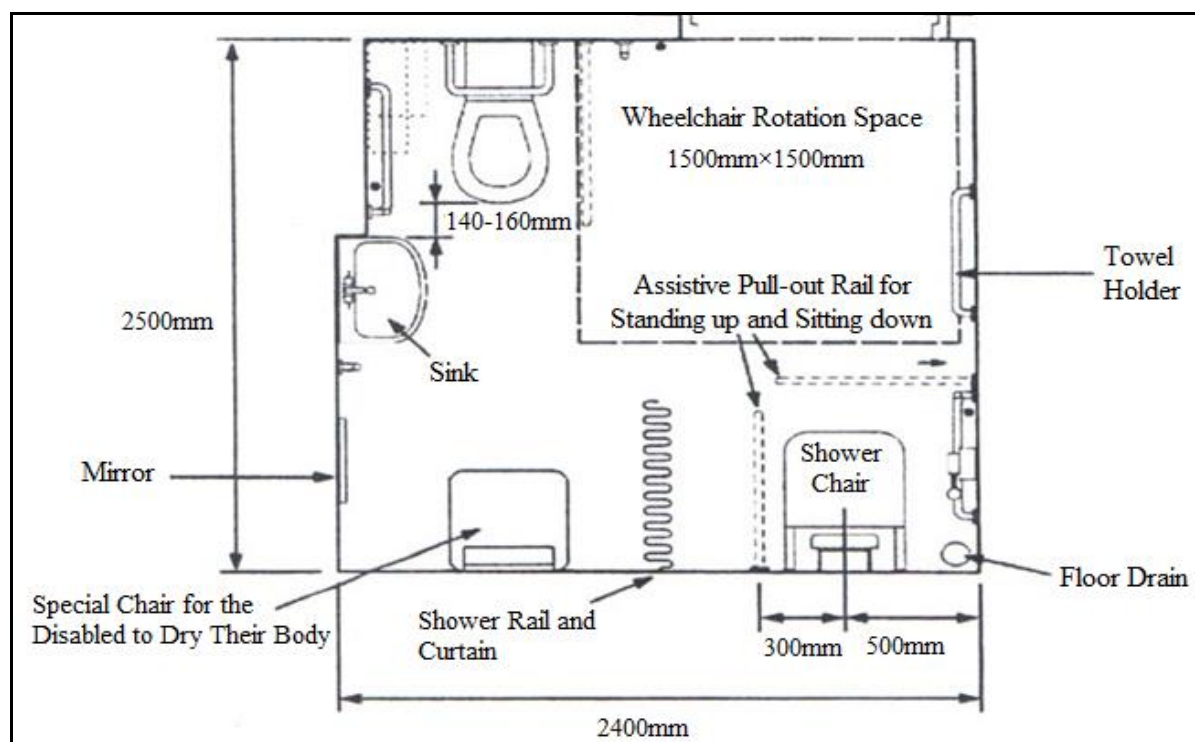 Wheelchair Rotation Space
1500mm×1500mm
140-160mm
Towel
Holder
Assistive Pull-out Rail for
Standing up and Sitting down
2500mm
Sink
Shower
Chair
Mirror
Floor Drain
Special Chair for the
Disabled to Dry Their Body
Shower Rail and
Curtain
300mm
500mm
2400mm